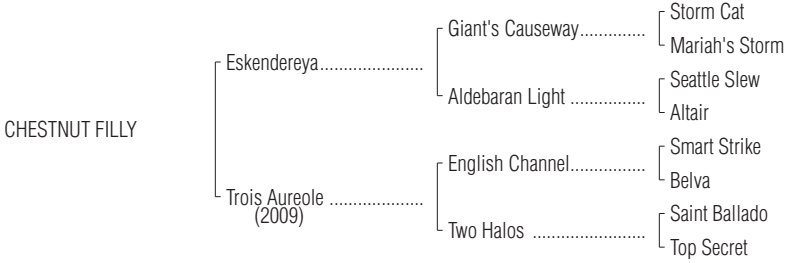 Storm Cat
Giant's Causeway..............
Mariah's Storm
Eskendereya......................
Seattle Slew
Aldebaran Light ................
Altair
CHESTNUT FILLY
Smart Strike
English Channel................
Belva
Trois Aureole ....................
(2009)
Saint Ballado
Two Halos ........................
Top Secret